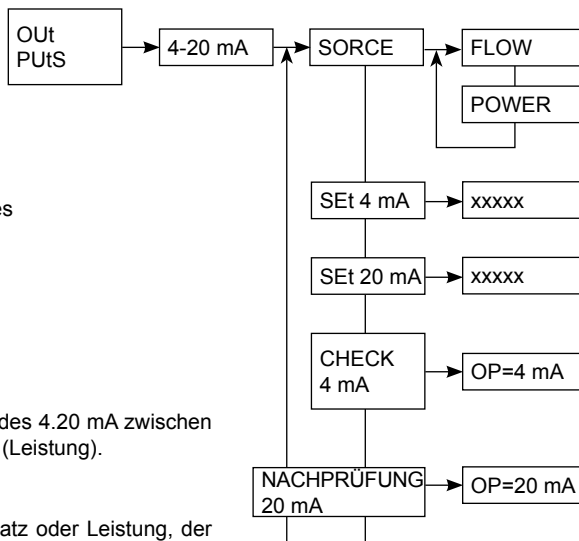 OUt
PUtS
4-20 mA
SORCE
FLOW
POWER
SEt 4 mA
xxxxx
SEt 20 mA
xxxxx
CHECK
4 mA
OP=4 mA
NACHPRÜFUNG
20 mA
OP=20 mA
es
des 4.20 mA zwischen
(Leistung).
atz oder Leistung, der